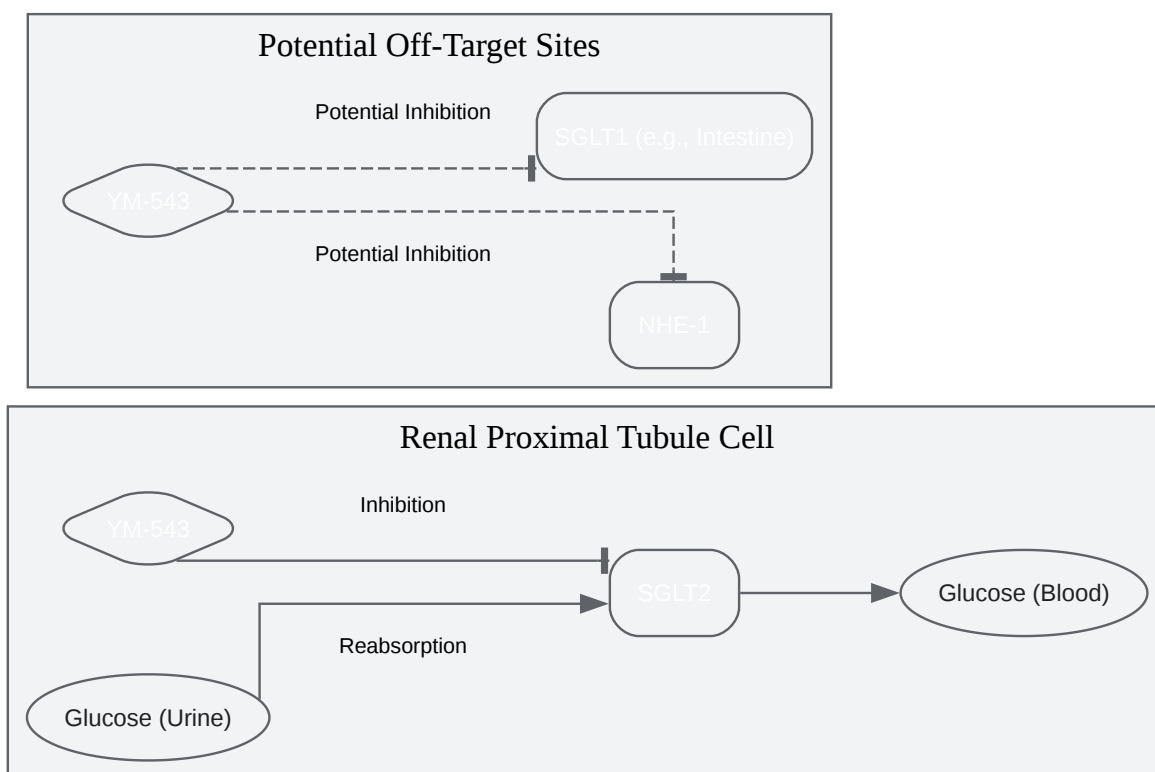 Potential Off-Target Sites
Potential Inhibition
SGLT1 (e.g., Intestine)
YM-543
Potential Inhibition
NHE-1
Renal Proximal Tubule Cell
Inhibition
YM-543
SGLT2
Glucose (Blood)
Reabsorption
Glucose (Urine)